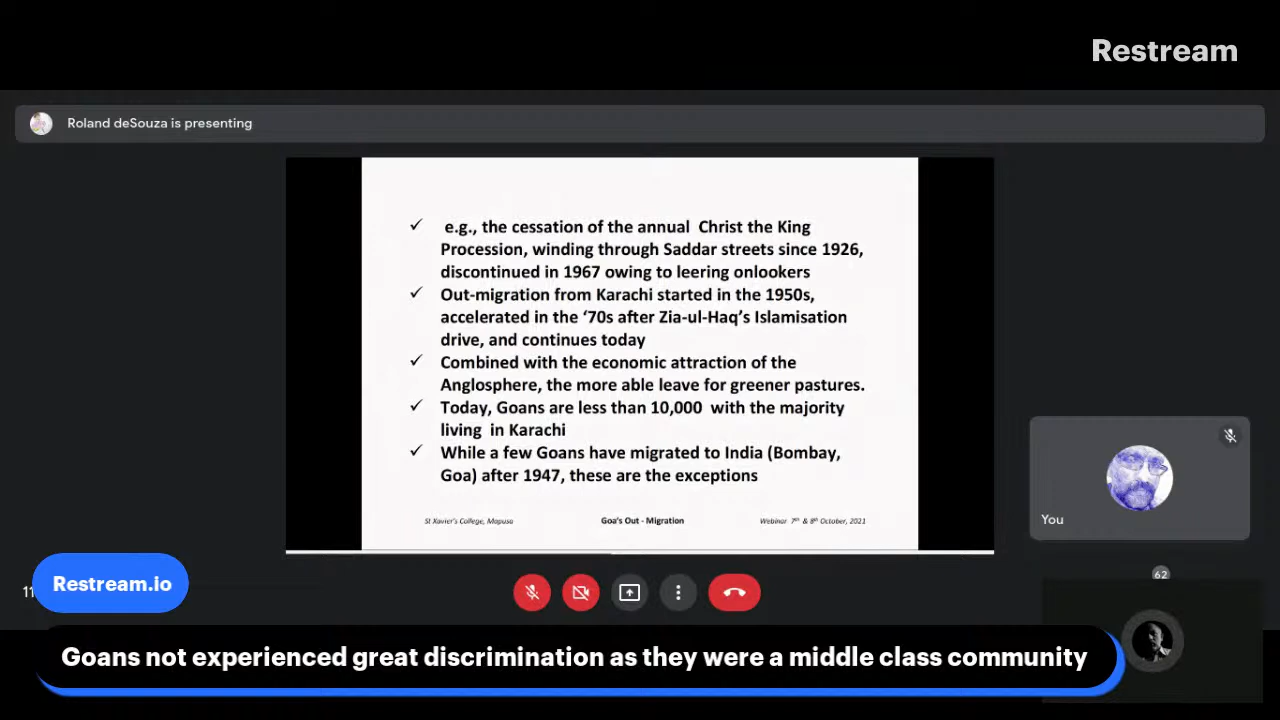 Restream
Roland deSouza is presenting
✓ e.g., the cessation of the annual Christ the King
Procession, winding through Saddar streets since 1926,
discontinued in 1967 owing to leering onlookers
✓ Out-migration from Karachi started in the 1950s,
accelerated in the ‘70s after Zia-ul-Haq’s Islamisation
drive, and continues today
✓ Combined with the economic attraction of the
Anglosphere, the more able leave for greener pastures.
✓ Today, Goans are less than 10,000 with the majority
living in Karachi
✓ While a few Goans have migrated to India (Bombay,
Goa) after 1947, these are the exceptions
St Xavier's College, Mapusa Goa’s Out - Migration Webinar 7th & 8th October, 2021
You
62
Restream.io
Goans not experienced great discrimination as they were a middle class community